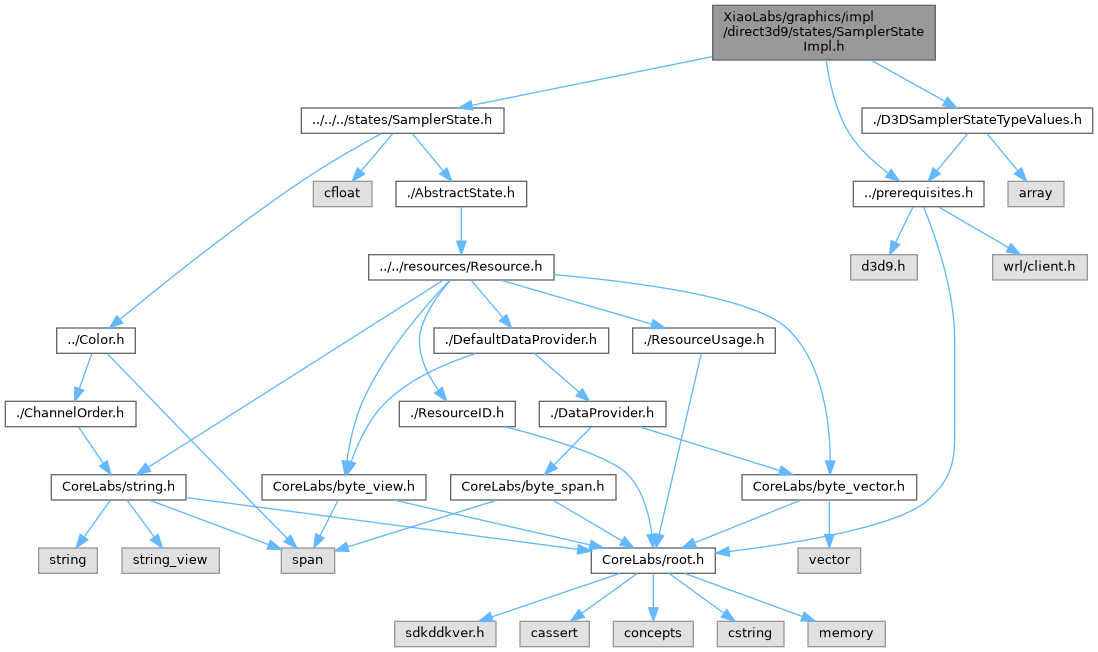 XiaoLabs/graphics/impl
/direct3d9/states/SamplerState
Impl.h
../../../states/SamplerState.h
./D3DSamplerStateTypeValues.h
cfloat
./AbstractState.h
../prerequisites.h
array
../../resources/Resource.h
d3d9.h
wrl/client.h
../Color.h
./DefaultDataProvider.h
./ResourceUsage.h
./ChannelOrder.h
./ResourceID.h
./DataProvider.h
CoreLabs/string.h
CoreLabs/byte_view.h
CoreLabs/byte_span.h
CoreLabs/byte_vector.h
string
string_view
span
CoreLabs/root.h
vector
sdkddkver.h
cassert
concepts
cstring
memory